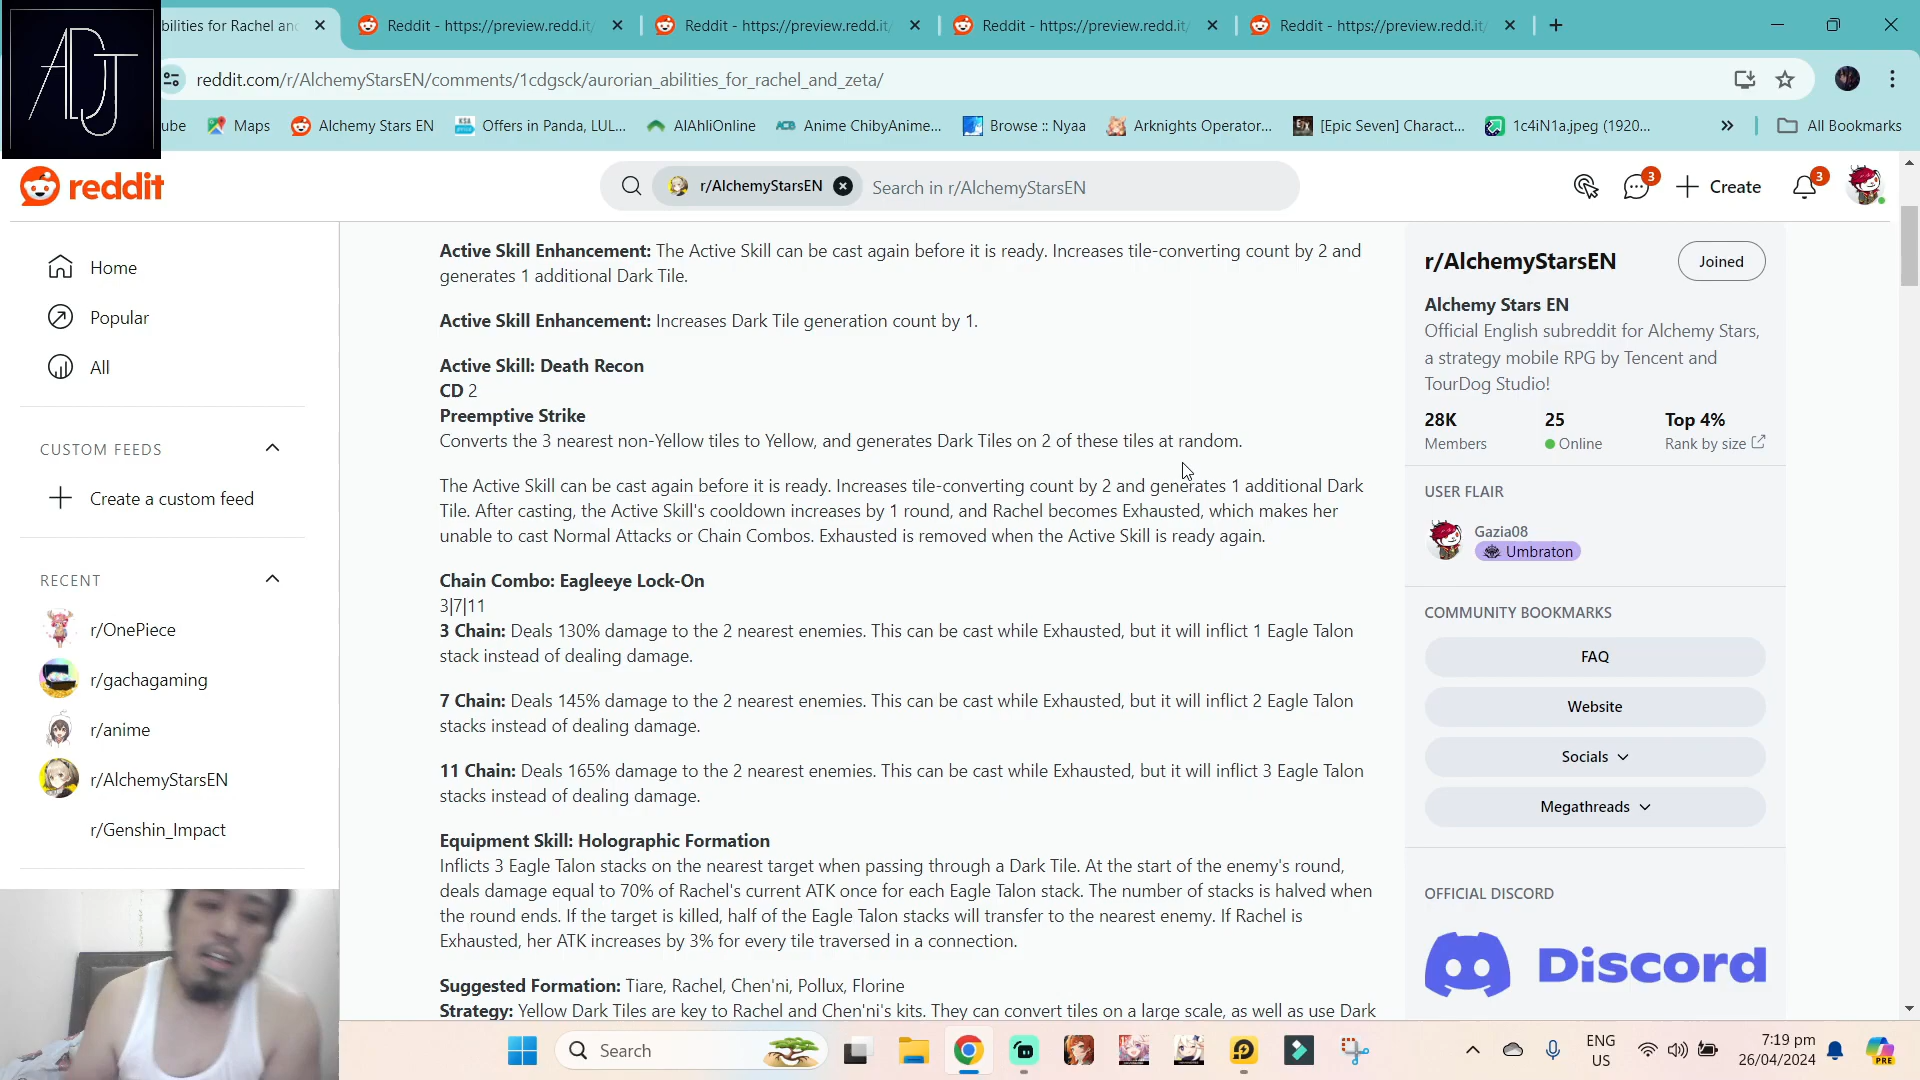 ADJ
bilities for Rachel an
Reddit - https://preview.redd.it/
Reddit - https://preview.redd.it/
Reddit - https://preview.redd.it/
Reddit - https://preview.redd.it/
reddit.com/r/AlchemyStarsEN/comments/1cdgsck/aurorian_abilities_for_rachel_and_zeta/
ube
Maps
Alchemy Stars EN
Offers in Panda, LUL...
AlAhliOnline
Anime ChibyAnime...
Browse :: Nyaa
Arknights Operator...
[Epic Seven] Charact...
1c4iN1a.jpeg (1920...
All Bookmarks
reddit
r/AlchemyStarsEN
Search in r/AlchemyStarsEN
3
Create
3
Home
Popular
All
CUSTOM FEEDS
Create a custom feed
RECENT
r/OnePiece
r/gachagaming
r/anime
r/AlchemyStarsEN
r/Genshin_Impact
Active Skill Enhancement: The Active Skill can be cast again before it is ready. Increases tile-converting count by 2 and
generates 1 additional Dark Tile.
Active Skill Enhancement: Increases Dark Tile generation count by 1.
Active Skill: Death Recon
CD 2
Preemptive Strike
Converts the 3 nearest non-Yellow tiles to Yellow, and generates Dark Tiles on 2 of these tiles at random.
The Active Skill can be cast again before it is ready. Increases tile-converting count by 2 and generates 1 additional Dark
Tile. After casting, the Active Skill's cooldown increases by 1 round, and Rachel becomes Exhausted, which makes her
unable to cast Normal Attacks or Chain Combos. Exhausted is removed when the Active Skill is ready again.
Chain Combo: Eagleeye Lock-On
3|7|11
3 Chain: Deals 130% damage to the 2 nearest enemies. This can be cast while Exhausted, but it will inflict 1 Eagle Talon
stack instead of dealing damage.
7 Chain: Deals 145% damage to the 2 nearest enemies. This can be cast while Exhausted, but it will inflict 2 Eagle Talon
stacks instead of dealing damage.
11 Chain: Deals 165% damage to the 2 nearest enemies. This can be cast while Exhausted, but it will inflict 3 Eagle Talon
stacks instead of dealing damage.
Equipment Skill: Holographic Formation
Inflicts 3 Eagle Talon stacks on the nearest target when passing through a Dark Tile. At the start of the enemy's round,
deals damage equal to 70% of Rachel's current ATK once for each Eagle Talon stack. The number of stacks is halved when
the round ends. If the target is killed, half of the Eagle Talon stacks will transfer to the nearest enemy. If Rachel is
Exhausted, her ATK increases by 3% for every tile traversed in a connection.
Suggested Formation: Tiare, Rachel, Chen'ni, Pollux, Florine
Strategy: Yellow Dark Tiles are key to Rachel and Chen'ni's kits. They can convert tiles on a large scale, as well as use Dark
r/AlchemyStarsEN
Joined
Alchemy Stars EN
Official English subreddit for Alchemy Stars,
a strategy mobile RPG by Tencent and
TourDog Studio!
28K
25
Top 4%
Members
Online
Rank by size
USER FLAIR
Gazia08
Umbraton
COMMUNITY BOOKMARKS
FAQ
Website
Socials
Megathreads
OFFICIAL DISCORD
Discord
Search
ENG
US
7:19 pm
26/04/2024
PRE